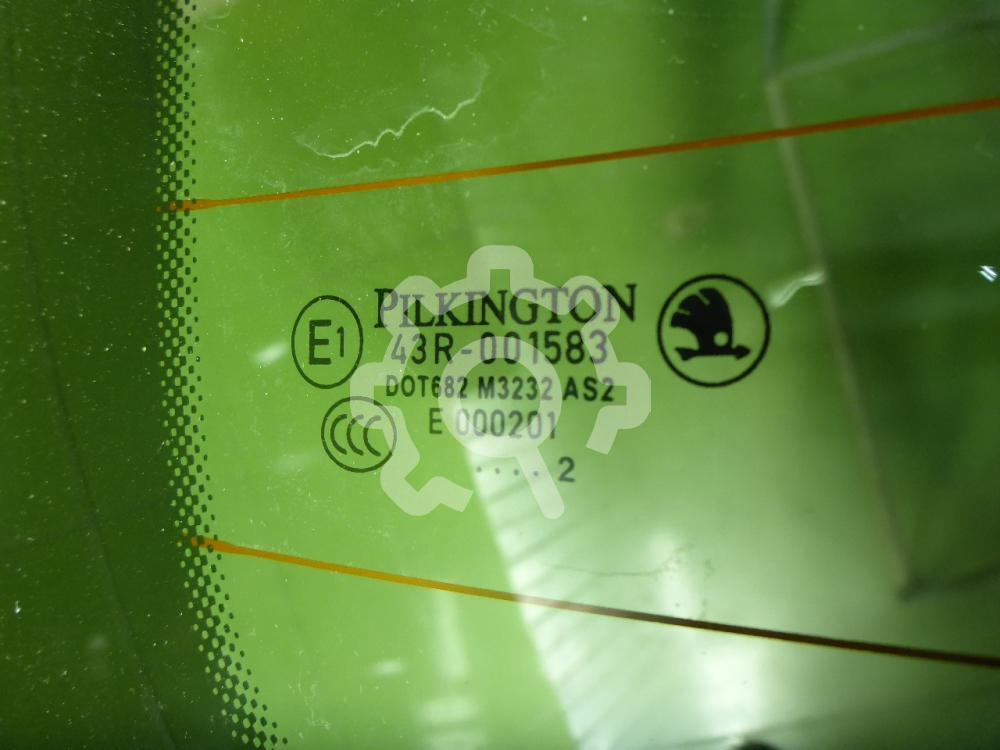 PILKINGTON
E1
43R-001583
DOT682 M3232 AS2
CCC
E 000201
.... 2